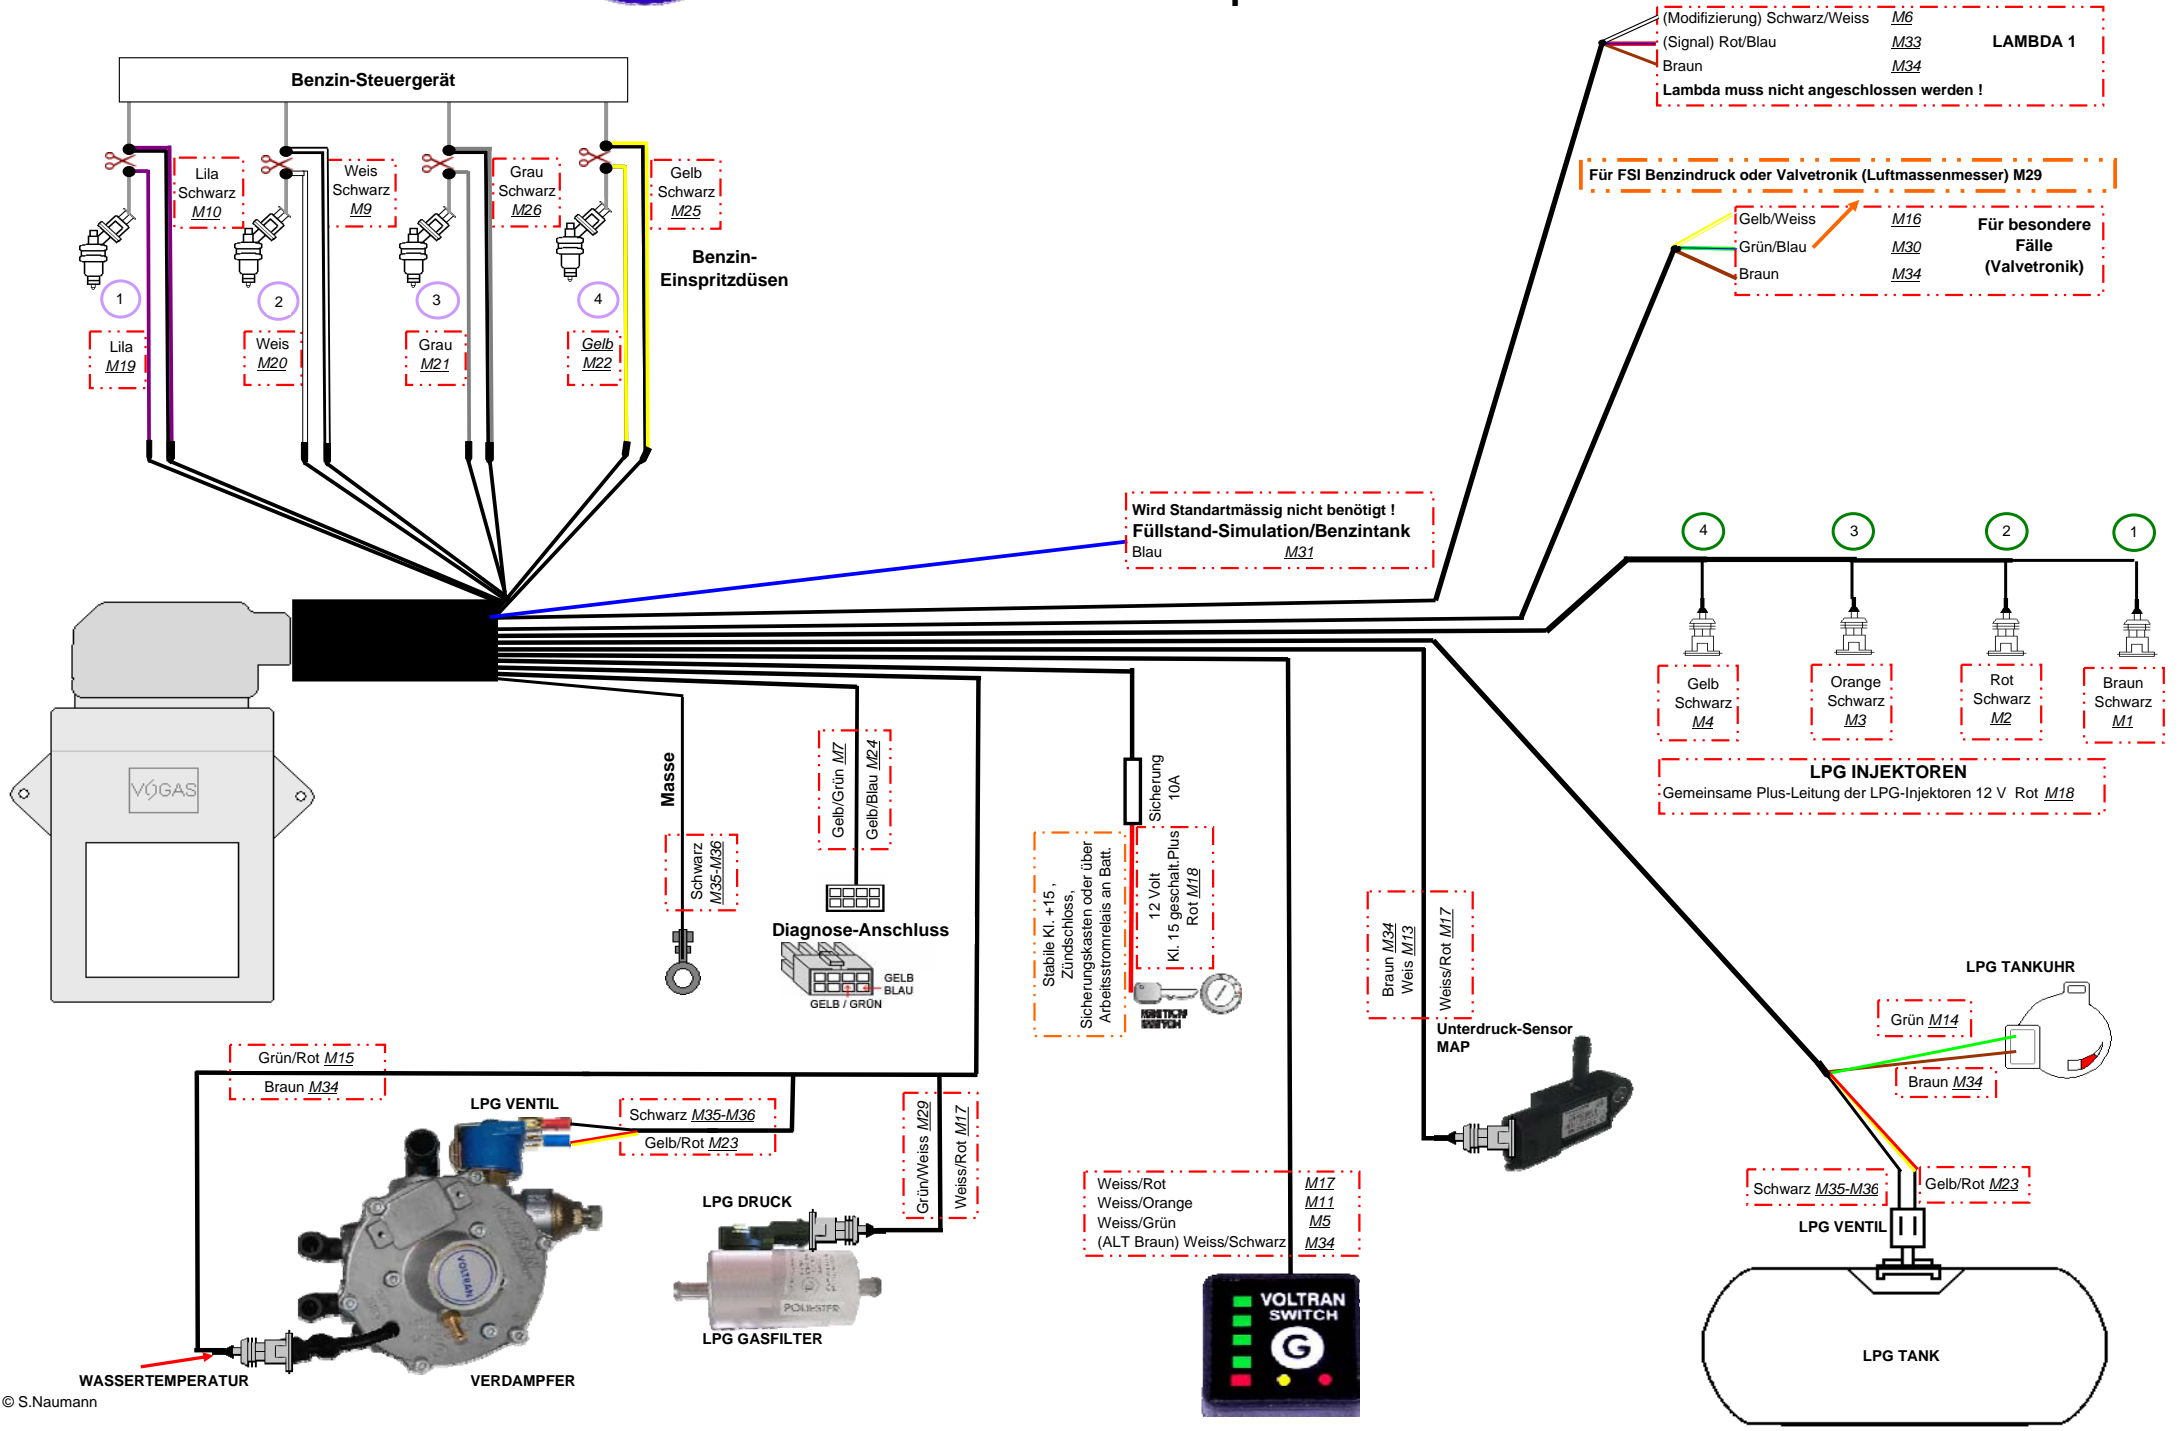 (Modifizierung) Schwarz/Weiss M6
(Signal) Rot/Blau M33
LAMBDA 1
Braun M34
Lambda muss nicht angeschlossen werden !
Benzin-Steuergerät
Lila
Schwarz
M10
Weis
Schwarz
M9
Grau
Schwarz
M26
Gelb
Schwarz
M25
Für FSI Benzindruck oder Valvetronik (Luftmassenmesser) M29
Gelb/Weiss M16
Grün/Blau M30
Braun M34
Für besondere
Fälle
(Valvetronik)
Benzin-
Einspritzdüsen
1
2
3
4
Lila
M19
Weis
M20
Grau
M21
Gelb
M22
Wird Standartmässig nicht benötigt !
Füllstand-Simulation/Benzintank
Blau M31
4
3
2
1
Gelb
Schwarz
M4
Orange
Schwarz
M3
Rot
Schwarz
M2
Braun
Schwarz
M1
LPG INJEKTOREN
Gemeinsame Plus-Leitung der LPG-Injektoren 12 V Rot M18
VOGAS
Masse
Schwarz
M35-M36
Gelb/Grün M7
Gelb/Blau M24
Diagnose-Anschluss
GELB
BLAU
GELB / GRÜN
Sicherung
10A
Stabile Kl. +15 ,
Zündschloss,
Sicherungskasten oder über
Arbeitsstromrelais an Batt.
12 Volt
Kl. 15 geschalt.Plus
Rot M18
IGNITION
SWITCH
Braun M34
Weis M13
Weiss/Rot M17
Unterdruck-Sensor
MAP
LPG TANKUHR
Grün M14
Braun M34
Grün/Rot M15
Braun M34
LPG VENTIL
Schwarz M35-M36
Gelb/Rot M23
Grün/Weiss M29
Weiss/Rot M17
LPG DRUCK
POLIESTER
LPG GASFILTER
VOLTRAN
WASSERTEMPERATUR
VERDAMPFER
Weiss/Rot M17
Weiss/Orange M11
Weiss/Grün M5
(ALT Braun) Weiss/Schwarz M34
VOLTRAN
SWITCH
G
Schwarz M35-M36
Gelb/Rot M23
LPG VENTIL
LPG TANK
© S.Naumann